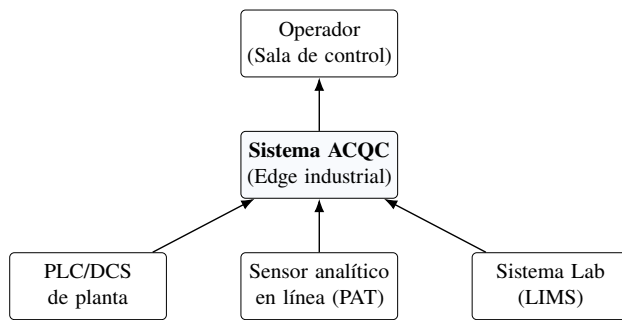 Operador
(Sala de control)
Sistema ACQC
(Edge industrial)
PLC/DCS
de planta
Sensor analítico
en línea (PAT)
Sistema Lab
(LIMS)